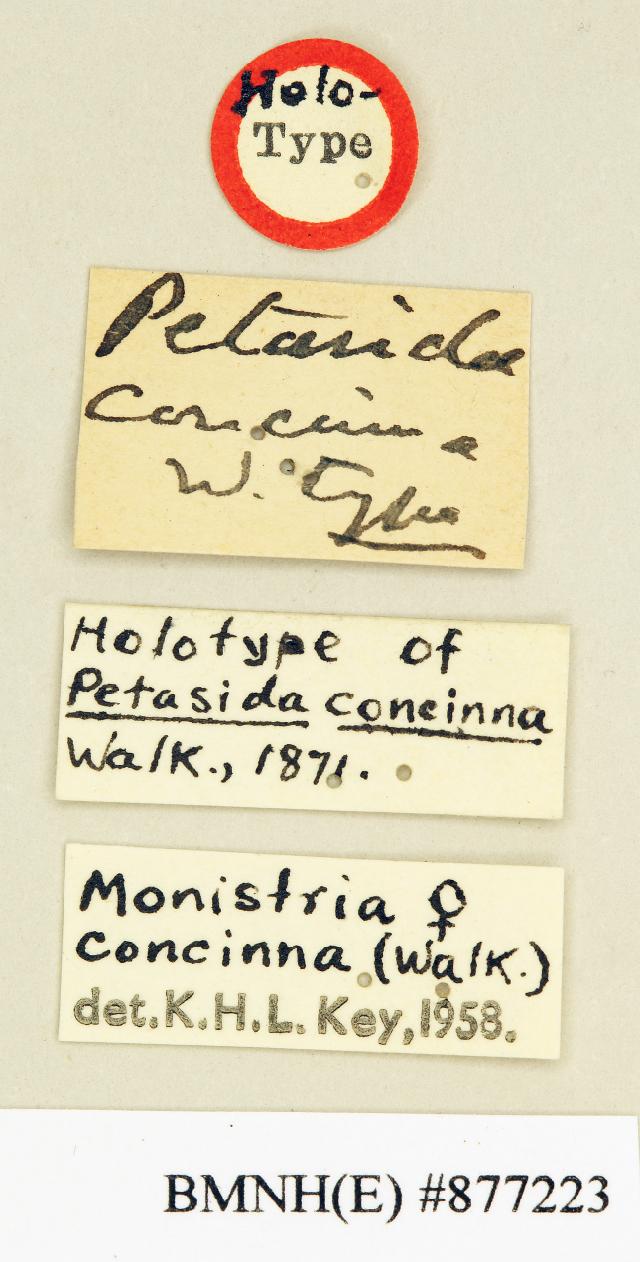 Holo-
Type
Petasida
concinna
W. type
Holotype of
Petasida concinna
Walk., 1871.
Monistria ♀
concinna (Walk.)
det. K. H. L. Key, 1958.
BMNH(E) #877223